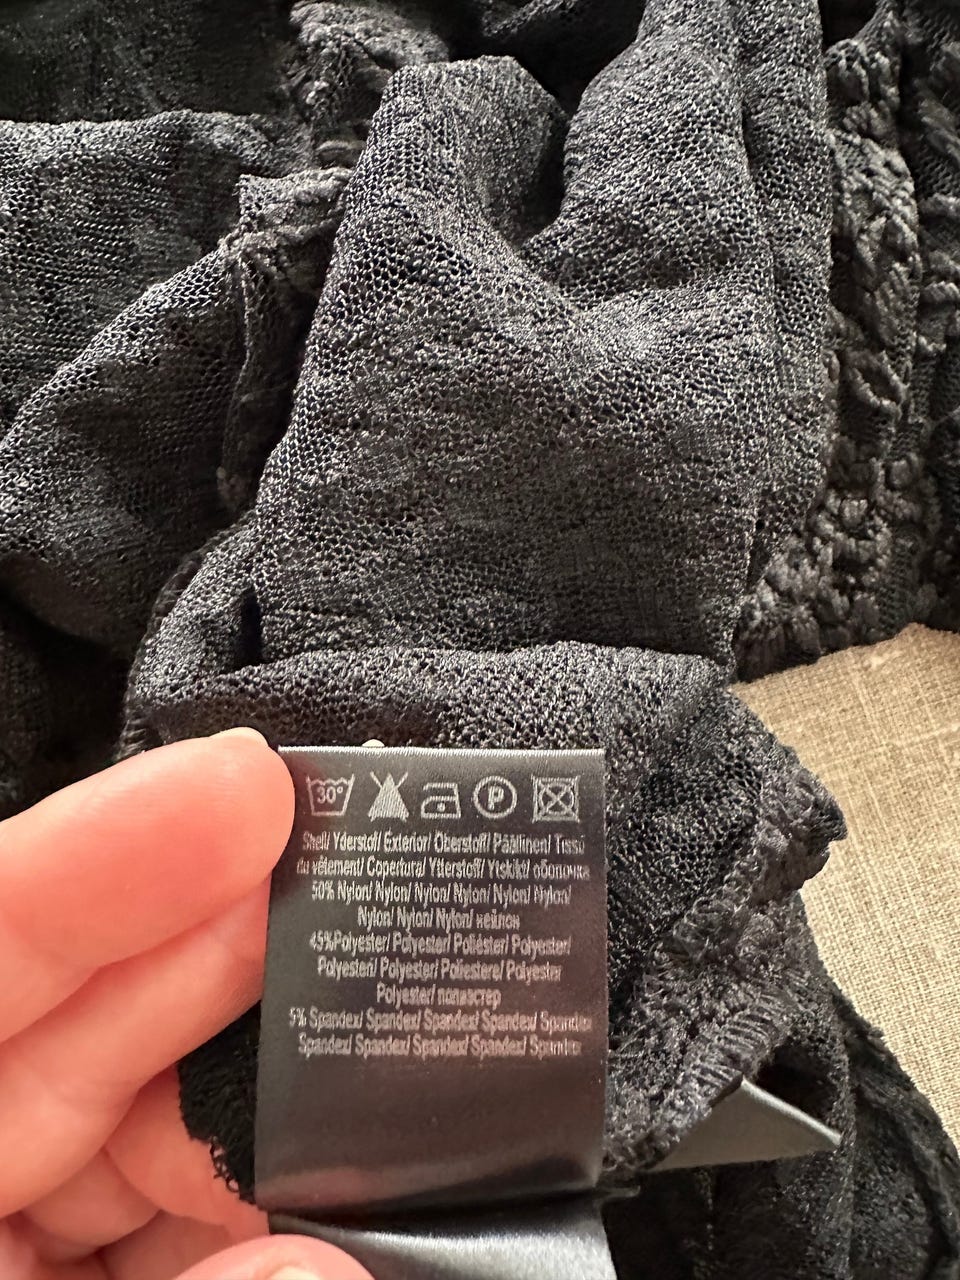 30°
P
Shell/ Yderstof/ Exterior/ Oberstoff/ Päällinen/ Tissu
du vêtement/ Copertura/ Ytterstoff/ Ytskikt/ оболочка
50% Nylon/ Nylon/ Nylon/ Nylon/ Nylon/ Nylon/
Nylon/ Nylon/ Nylon/ нейлон
45%Polyester/ Polyester/ Poliéster/ Polyester/
Polyesteri/ Polyester/ Poliestere/ Polyester
Polyester/ полиэстер
5% Spandex/ Spandex/ Spandex/ Spandex/ Spandex
Spandex/ Spandex/ Spandex/ Spandex/ Spandex